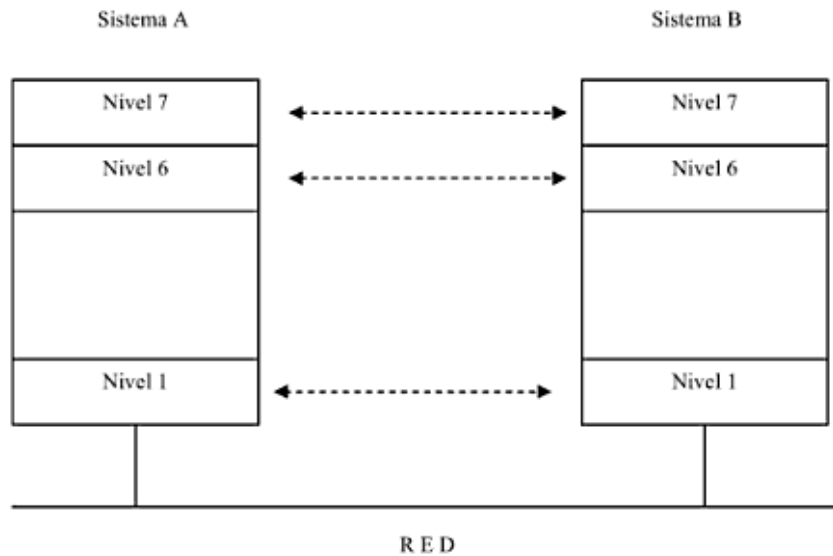 Sistema A
Sistema B
Nivel 7
Nivel 7
Nivel 6
Nivel 6
Nivel 1
Nivel 1
R E D